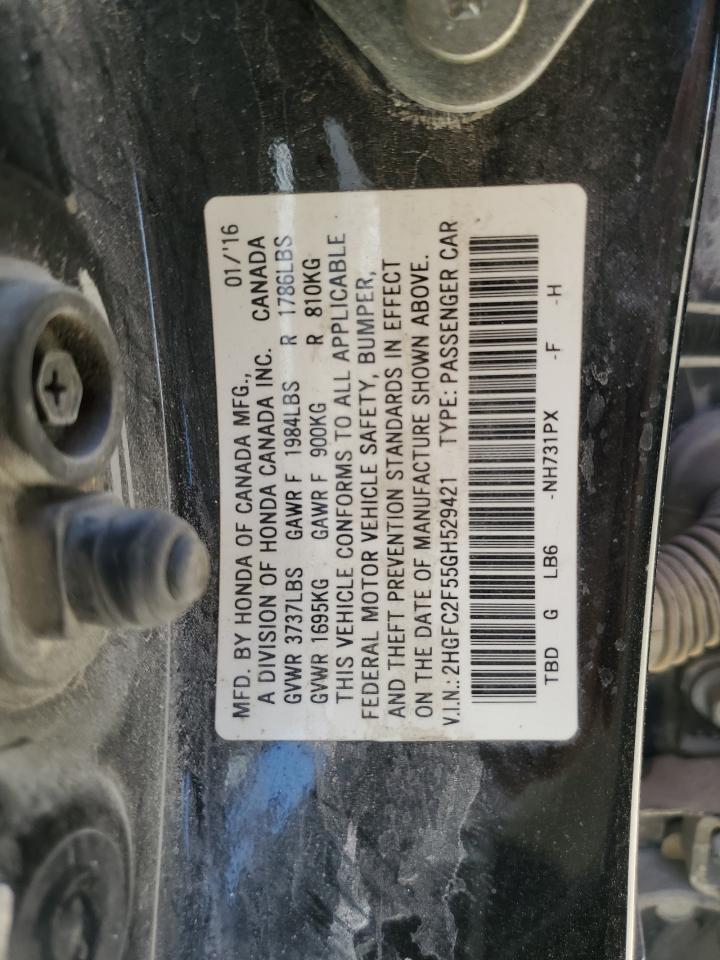 MFD. BY HONDA OF CANADA MFG., 01/'16
A DIVISION OF HONDA CANADA INC. CANADA
GVWR 3737LBS GAWR F 1984LBS R 1786LBS
GVWR 1695KG GAWR F 900KG R 810KG
THIS VEHICLE CONFORMS TO ALL APPLICABLE
FEDERAL MOTOR VEHICLE SAFETY, BUMPER,
AND THEFT PREVENTION STANDARDS IN EFFECT
ON THE DATE OF MANUFACTURE SHOWN ABOVE.
V.I.N.: 2HGFC2F55GH529421 TYPE: PASSENGER CAR
TBD G LB6 -NH731PX -F -H